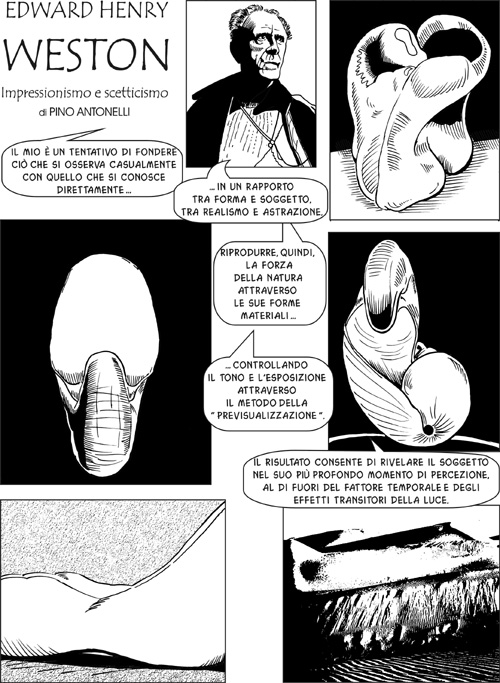 EDWARD HENRY
WESTON
Impressionismo e scetticismo
di PINO ANTONELLI
IL MIO È UN TENTATIVO DI FONDERE
CIÒ CHE SI OSSERVA CASUALMENTE
CON QUELLO CHE SI CONOSCE
DIRETTAMENTE...
... IN UN RAPPORTO
TRA FORMA E SOGGETTO,
TRA REALISMO E ASTRAZIONE.
RIPRODURRE, QUINDI,
LA FORZA
DELLA NATURA
ATTRAVERSO
LE SUE FORME
MATERIALI...
... CONTROLLANDO
IL TONO E L'ESPOSIZIONE
ATTRAVERSO
IL METODO DELLA
"PREVISUALIZZAZIONE".
IL RISULTATO CONSENTE DI RIVELARE IL SOGGETTO
NEL SUO PIÙ PROFONDO MOMENTO DI PERCEZIONE,
AL DI FUORI DEL FATTORE TEMPORALE E DEGLI
EFFETTI TRANSITORI DELLA LUCE.